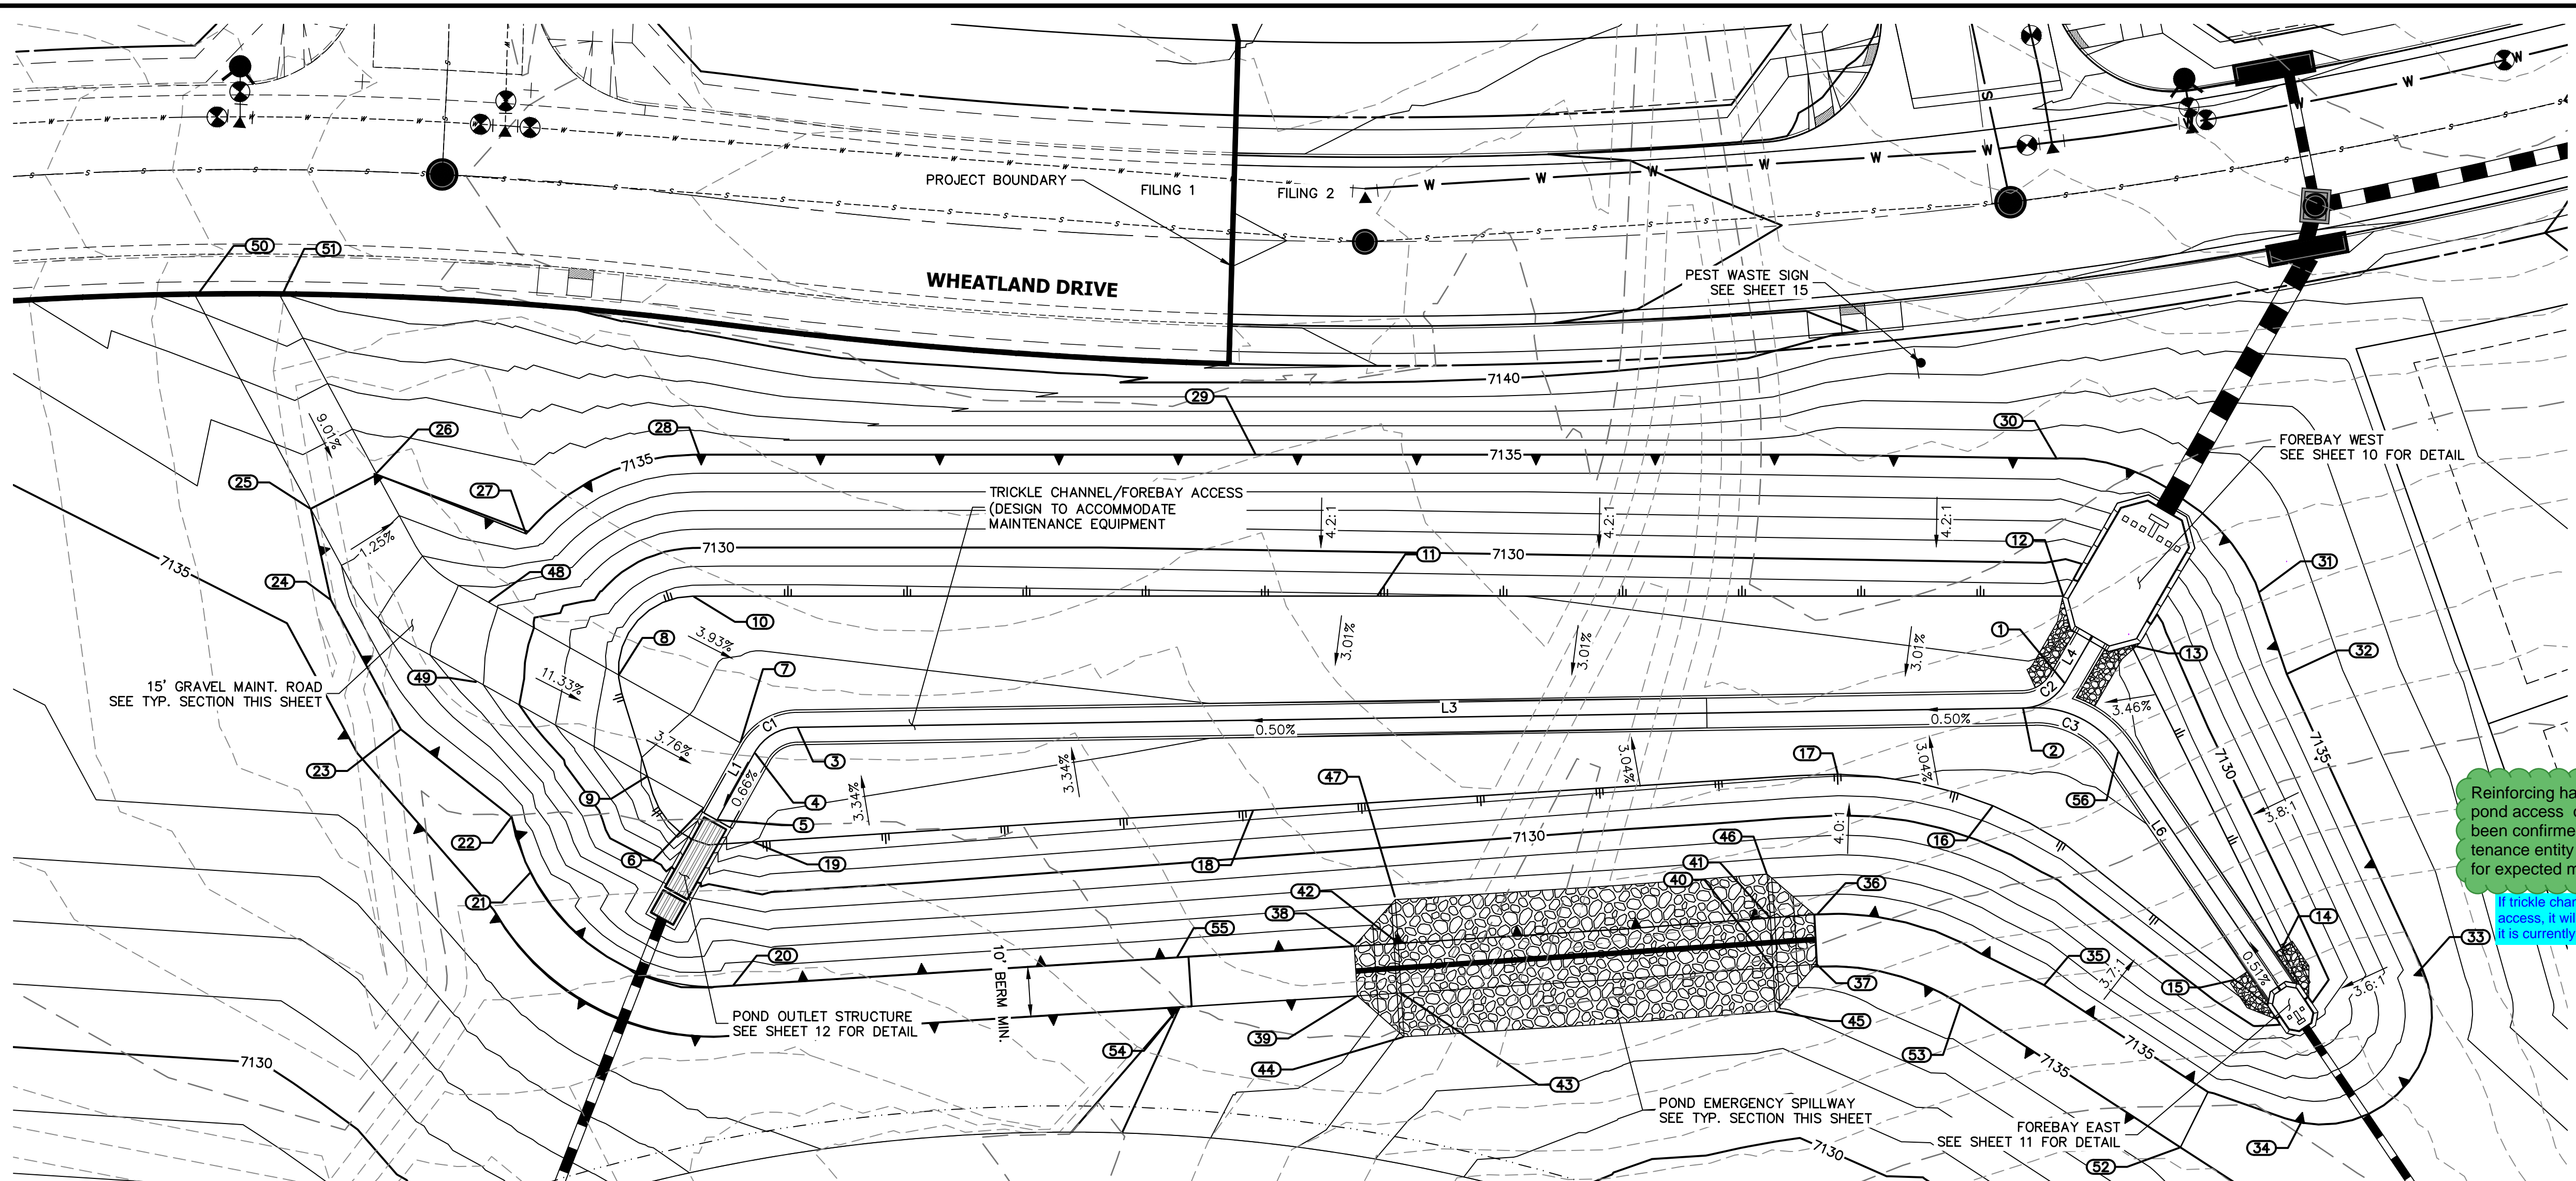 PROJECT BOUNDARY
FILING 1
FILING 2
W
S
50
51
WHEATLAND DRIVE
PEST WASTE SIGN
SEE SHEET 15
7140
29
28
26
9.01%
30
FOREBAY WEST
SEE SHEET 10 FOR DETAIL
7135
7135
25
27
TRICKLE CHANNEL/FOREBAY ACCESS
(DESIGN TO ACCOMMODATE
MAINTENANCE EQUIPMENT
4.2:1
4.2:1
4.2:1
12
1.25%
7130
11
7130
31
7135
24
48
10
8
3.93%
3.01%
3.01%
3.01%
1
L4
13
32
15' GRAVEL MAINT. ROAD
SEE TYP. SECTION THIS SHEET
49
11.33%
7
C2
L3
3.46%
C1
0.50%
0.50%
C3
2
3.76%
3
23
L1
0.66%
3.34%
3.34%
3.04%
3.04%
17
7130
7135
47
9
4
5
56
3.8:1
L6
6
19
18
7130
46
4.0:1
16
22
41
40
36
42
38
21
55
20
10' BERM MIN.
35
3.7:1
14
15
0.51%
3.6:1
33
37
POND OUTLET STRUCTURE
SEE SHEET 12 FOR DETAIL
39
54
44
43
45
53
7135
7135
7130
POND EMERGENCY SPILLWAY
SEE TYP. SECTION THIS SHEET
FOREBAY EAST
SEE SHEET 11 FOR DETAIL
7130
34
52
Reinforcing ha
pond access
been confirme
tenance entity
for expected m
If trickle char
access, it will
it is currently